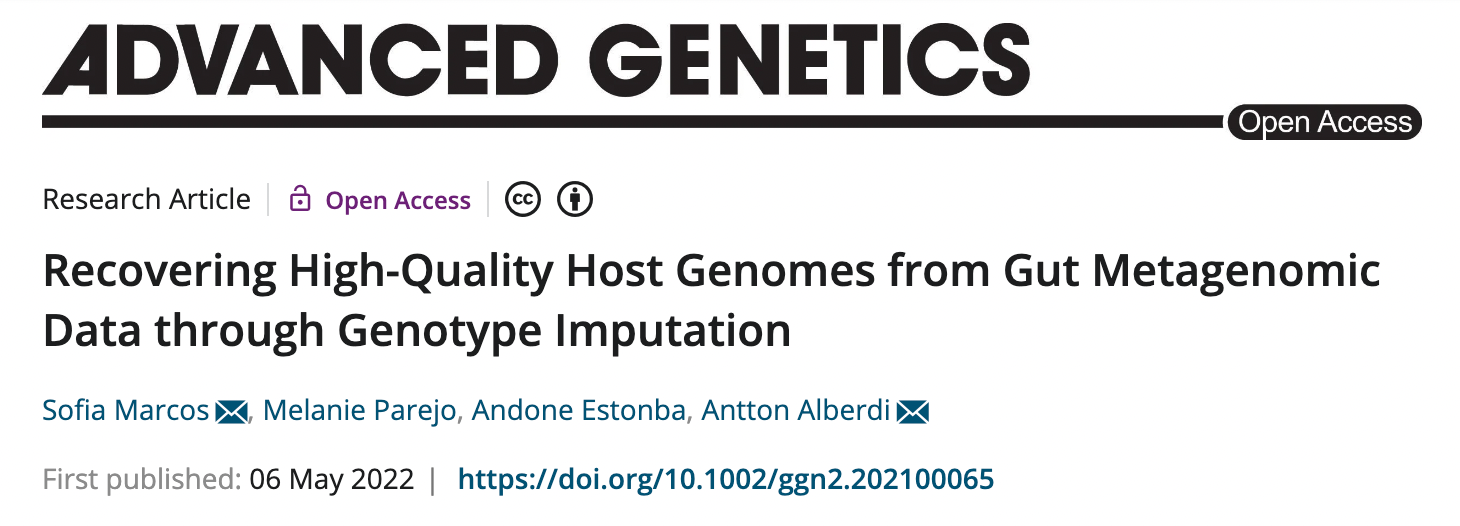 ADVANCED GENETICS
Open Access
Research Article | Open Access | cc
Recovering High-Quality Host Genomes from Gut Metagenomic
Data through Genotype Imputation
Sofia Marcos, Melanie Parejo, Andone Estonba, Antton Alberdi
First published: 06 May 2022 | https://doi.org/10.1002/ggn2.202100065